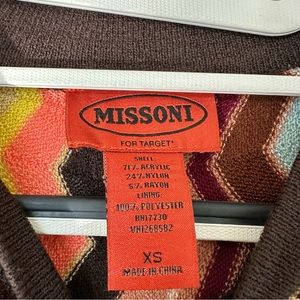 MISSONI
FOR TARGET*
SHELL
71% ACRYLIC
24% NYLON
5% RAYON
LINING
100% POLYESTER
RN17730
VN1268582
XS
MADE IN CHINA